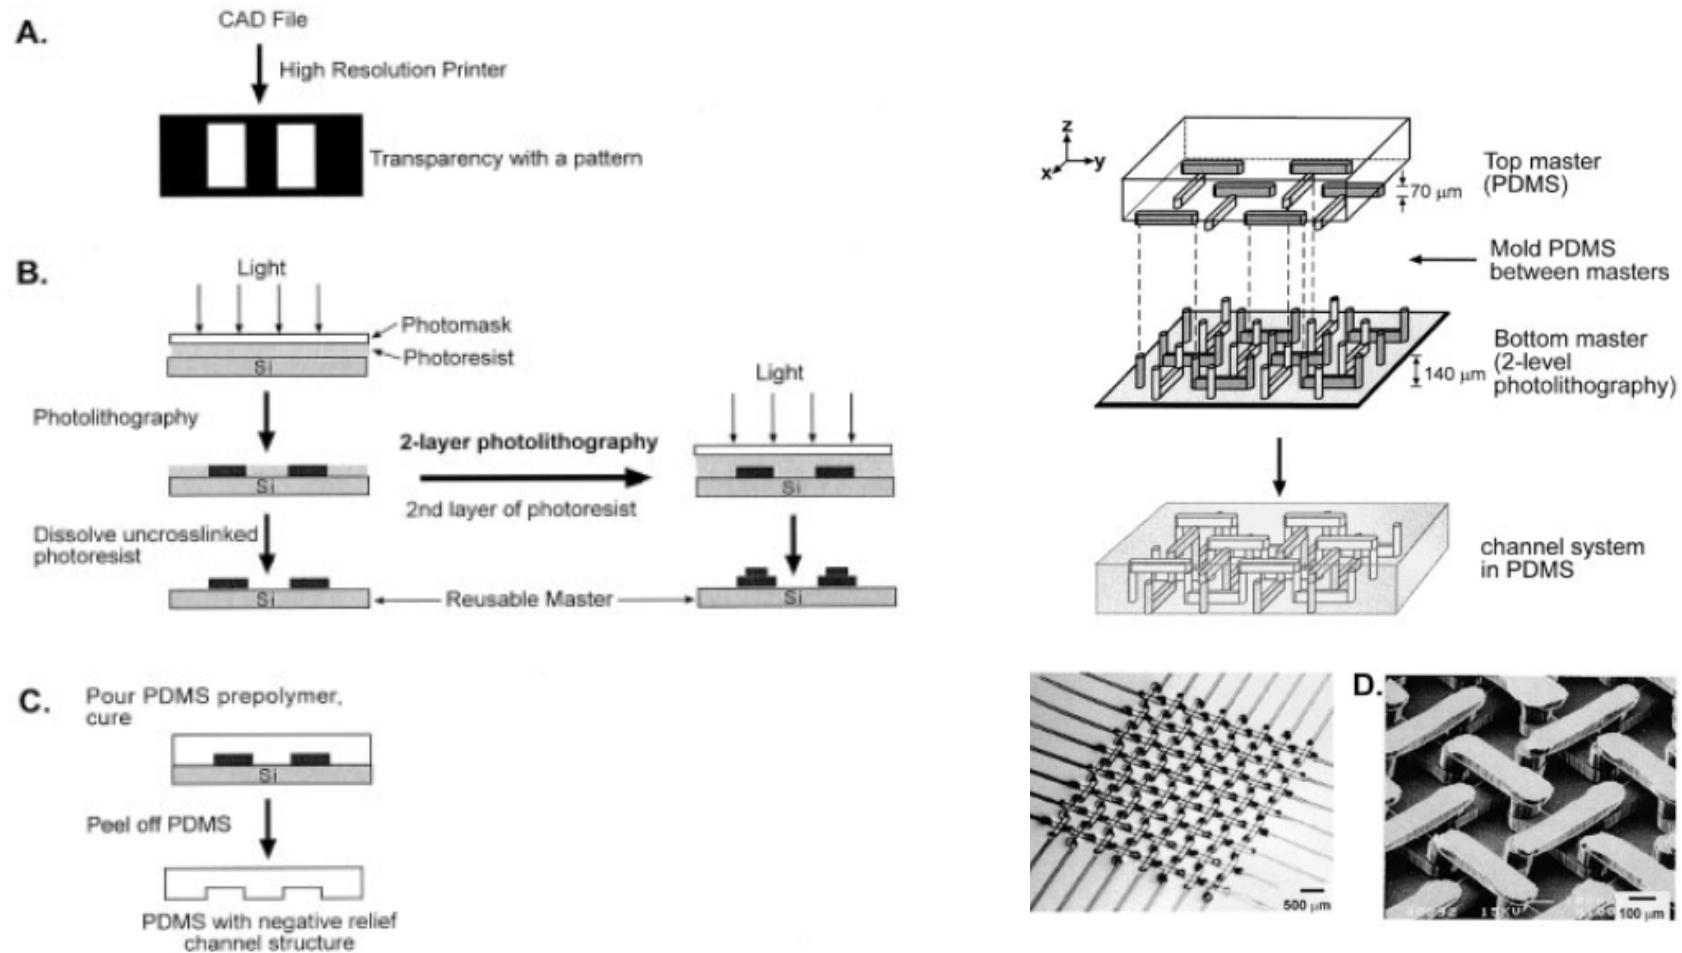 A.
CAD File
High Resolution Printer
Transparency with a pattern
B.
Light
Photomask
Photoresist
Si
Photolithography
Si
Dissolve uncrosslinked
photoresist
Si
2-layer photolithography
2nd layer of photoresist
Light
Si
Reusable Master
Si
C.
Pour PDMS prepolymer,
cure
Si
Peel off PDMS
PDMS with negative relief
channel structure
z
y
x
Top master
(PDMS)
70 μm
Mold PDMS
between masters
Bottom master
(2-level
photolithography)
140 μm
channel system
in PDMS
500 μm
D.
15KV
100 μm